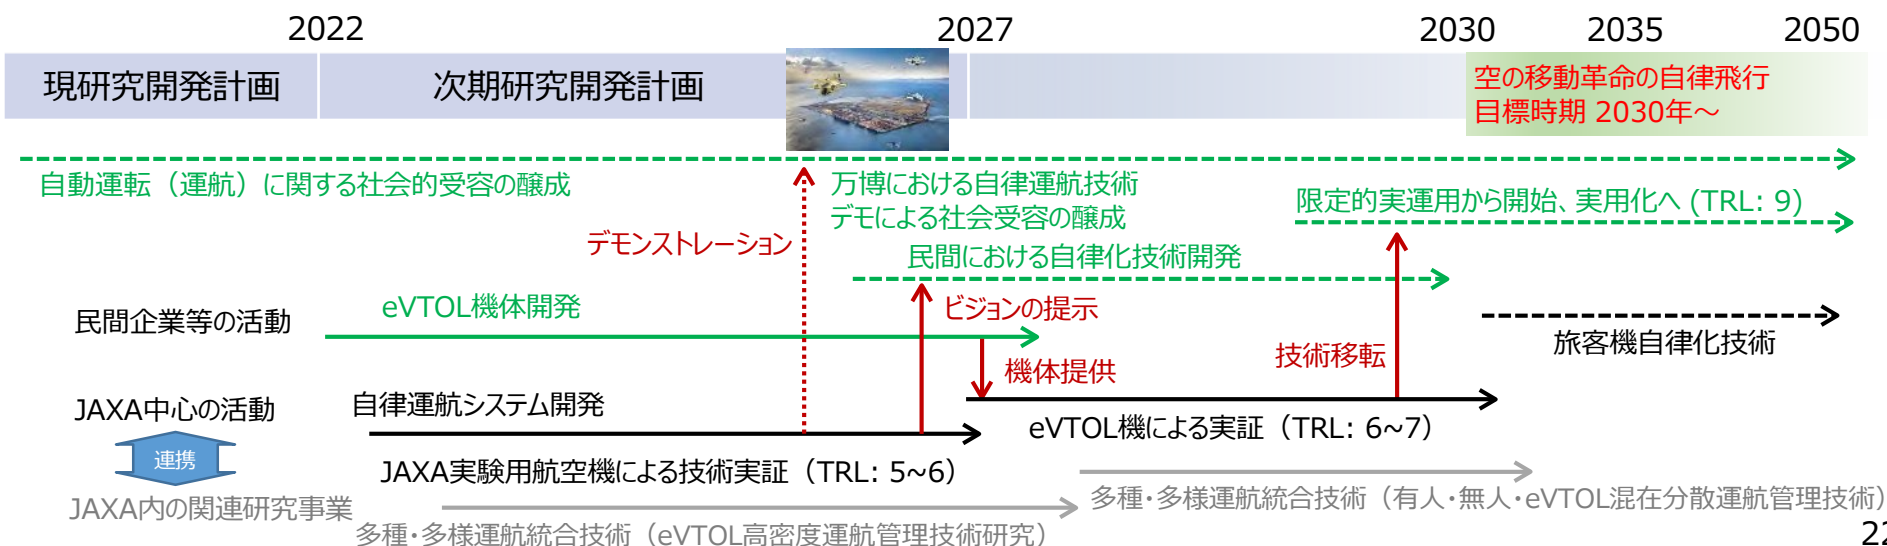 2022
2027
2030
2035
2050
現研究開発計画
次期研究開発計画
空の移動革命の自律飛行
目標時期 2030年～
自動運転（運航）に関する社会的受容の醸成
万博における自律運航技術
デモによる社会受容の醸成
限定的実運用から開始、実用化へ (TRL: 9)
デモンストレーション
民間における自律化技術開発
民間企業等の活動
eVTOL機体開発
ビジョンの提示
旅客機自律化技術
機体提供
技術移転
JAXA中心の活動
自律運航システム開発
eVTOL機による実証（TRL: 6~7）
連携
JAXA実験用航空機による技術実証（TRL: 5~6）
JAXA内の関連研究事業
多種・多様運航統合技術（有人・無人・eVTOL混在分散運航管理技術）
多種・多様運航統合技術（eVTOL高密度運航管理技術研究）
22